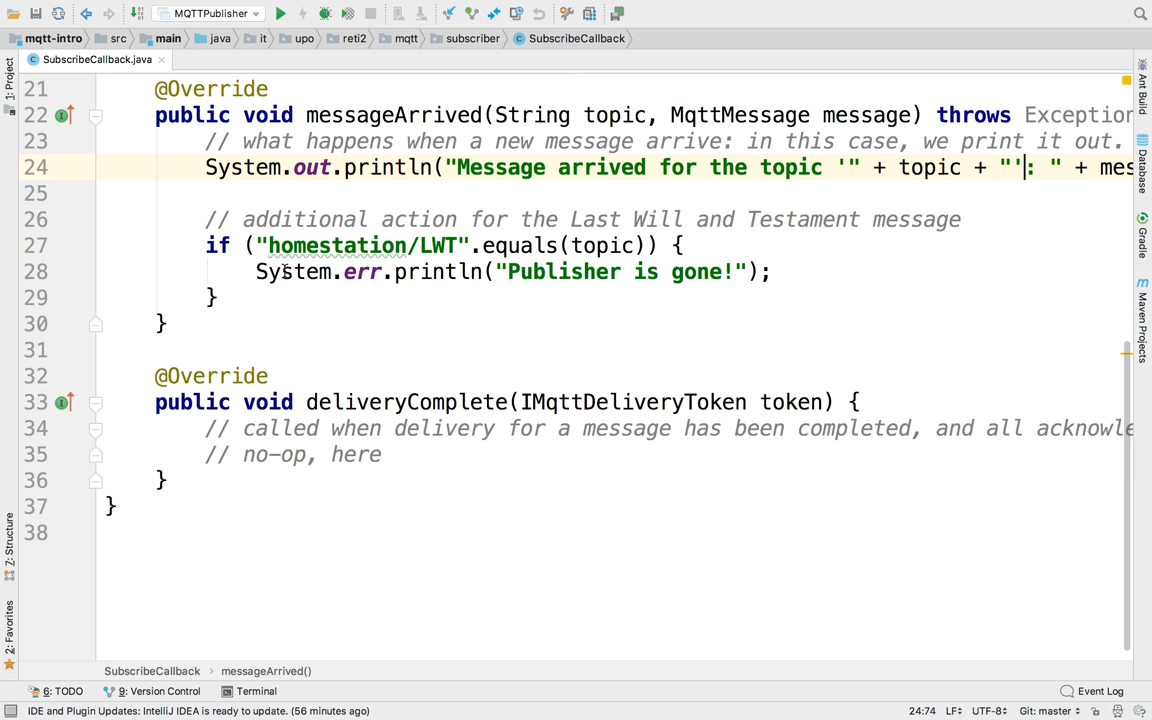 MQTTPublisher
mqtt-intro src main java it upo reti2 mqtt subscriber SubscribeCallback
SubscribeCallback.java
1: Project
Z: Structure
2: Favorites
Ant Build
Database
Gradle
Maven Projects
21 @Override
22 public void messageArrived(String topic, MqttMessage message) throws Exception
23 // what happens when a new message arrive: in this case, we print it out.
24 System.out.println("Message arrived for the topic '" + topic + "': " + mes
25
26 // additional action for the Last Will and Testament message
27 if ("homestation/LWT".equals(topic)) {
28 System.err.println("Publisher is gone!");
29 }
30 }
31
32 @Override
33 public void deliveryComplete(IMqttDeliveryToken token) {
34 // called when delivery for a message has been completed, and all acknowle
35 // no-op, here
36 }
37 }
38
SubscribeCallback › messageArrived()
6: TODO 9: Version Control Terminal Event Log
IDE and Plugin Updates: IntelliJ IDEA is ready to update. (56 minutes ago) 24:74 LF UTF-8 Git: master